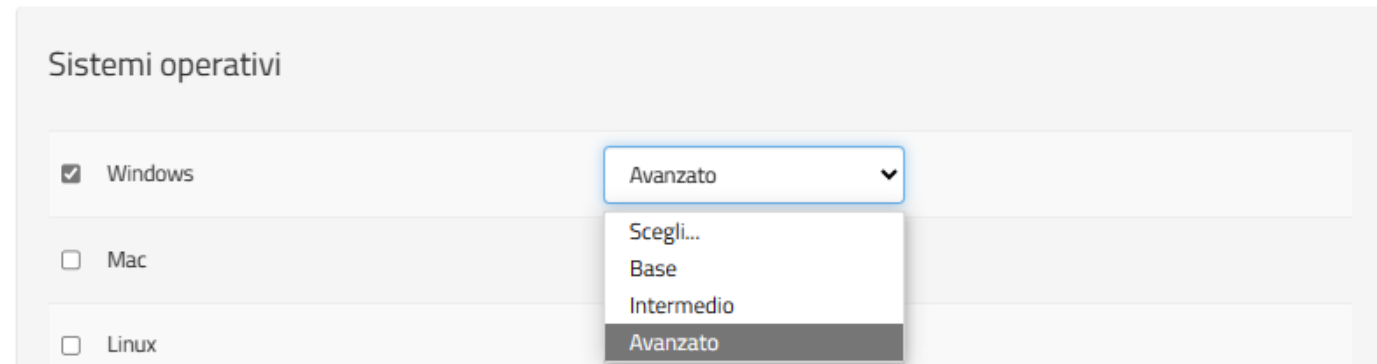 Sistemi operativi
Windows
Avanzato
Scegli...
Mac
Base
Intermedio
Linux
Avanzato